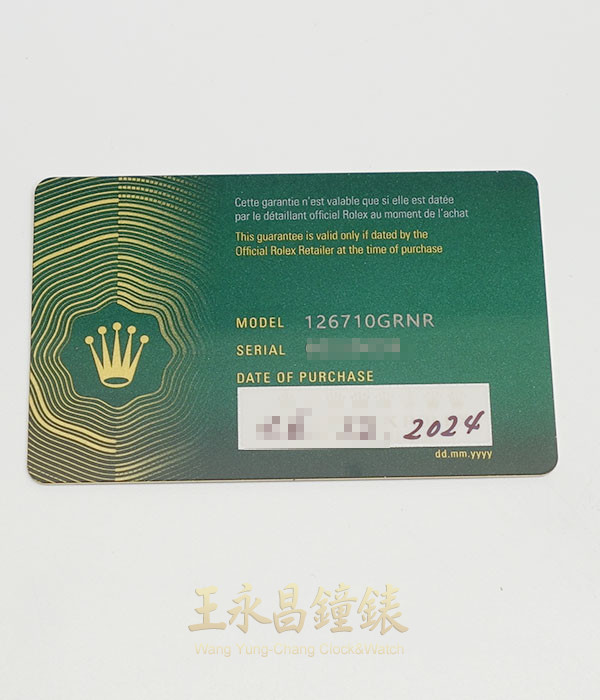 Cette garantie n'est valable que si elle est datée
par le détaillant officiel Rolex au moment de l'achat
This guarantee is valid only if dated by the
Official Rolex Retailer at the time of purchase
MODEL 126710GRNR
SERIAL
DATE OF PURCHASE
2024
dd.mm.yyyy
王永昌鐘錶
Wang Yung-Chang Clock&Watch